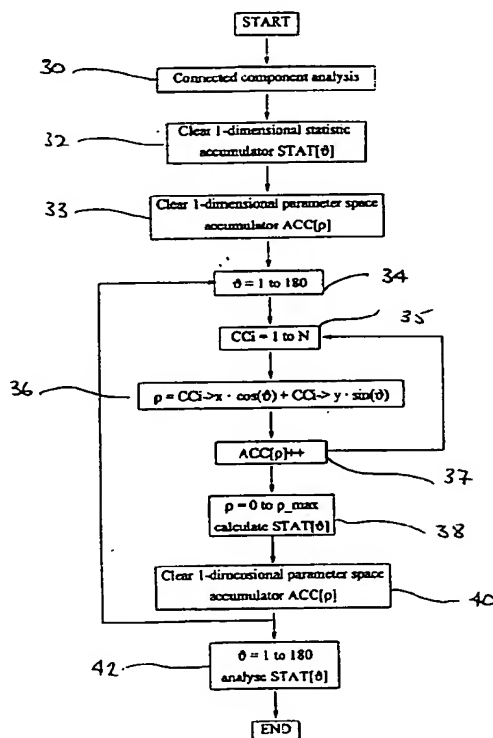 START
30
Connected component analysis
32
Clear 1-dimensional statistic
accumulator STAT[ϑ]
33
Clear 1-dimensional parameter space
accumulator ACC[ρ]
ϑ = 1 to 180
34
CCi = 1 to N
35
36
ρ = CCi->x · cos(ϑ) + CCi-> y · sin(ϑ)
ACC[ρ]++
37
ρ = 0 to ρ_max
calculate STAT[ϑ]
38
Clear 1-dimensional parameter space
accumulator ACC[ρ]
40
42
ϑ = 1 to 180
analyse STAT[ϑ]
END